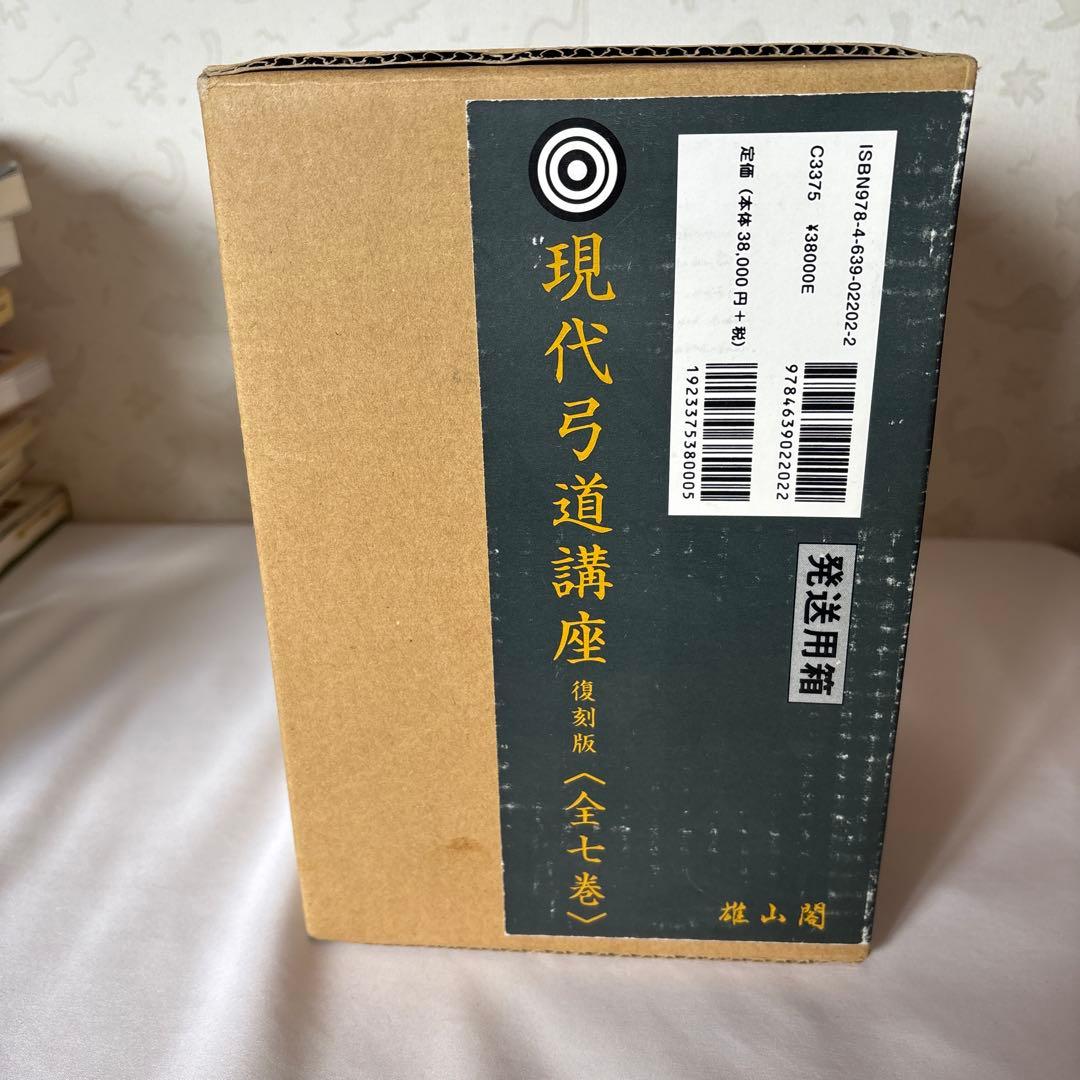 現代弓道講座 復刻版〈全七巻〉
ISBN978-4-639-02202-2
C3375 ¥38000E
定価（本体 38,000 円＋税）
9784639022022
1923375380005
発送用箱
雄山閣